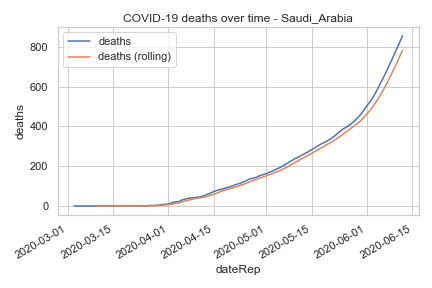 COVID-19 deaths over time - Saudi_Arabia
deaths
deaths (rolling)
800
600
400
200
0
deaths
2020-03-01
2020-03-15
2020-04-01
2020-04-15
2020-05-01
2020-05-15
2020-06-01
2020-06-15
dateRep